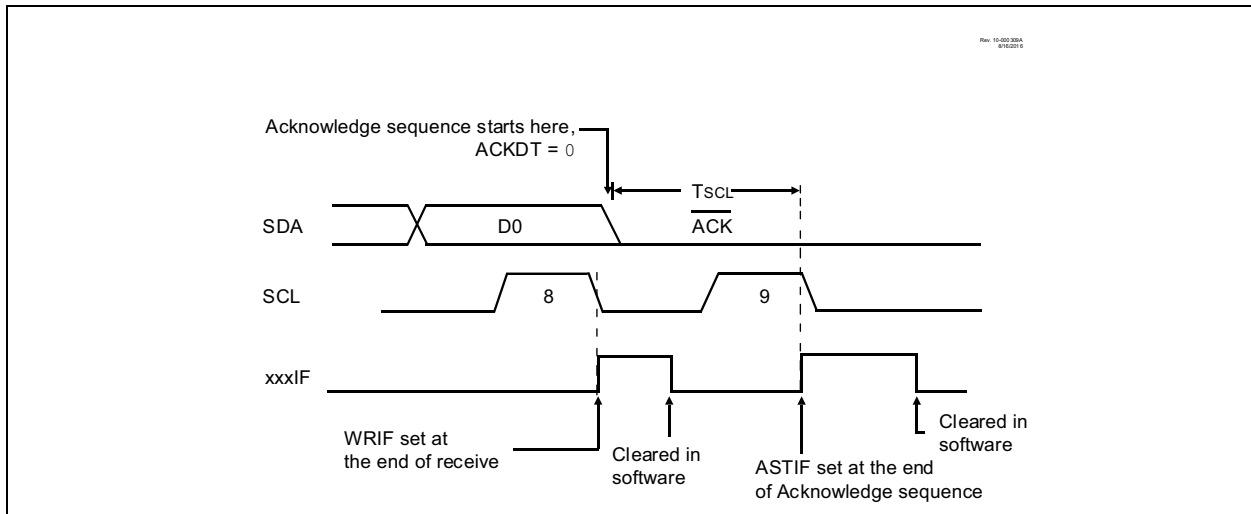 Rev. 10-000 309A
8/16/2016
Acknowledge sequence starts here,
ACKDT = 0
TSCL
SDA
D0
ACK
SCL
8
9
xxxIF
WRIF set at
the end of receive
Cleared in
software
ASTIF set at the end
of Acknowledge sequence
Cleared in
software